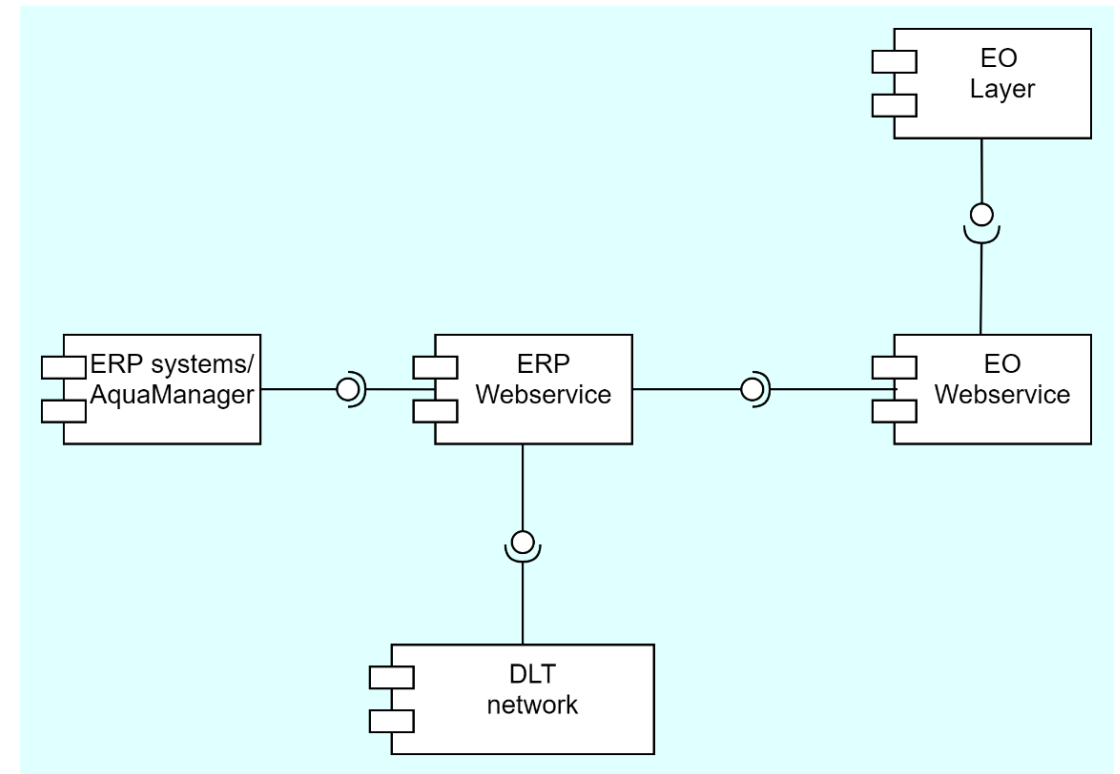 EO
Layer
ERP systems/
AquaManager
ERP
Webservice
EO
Webservice
DLT
network